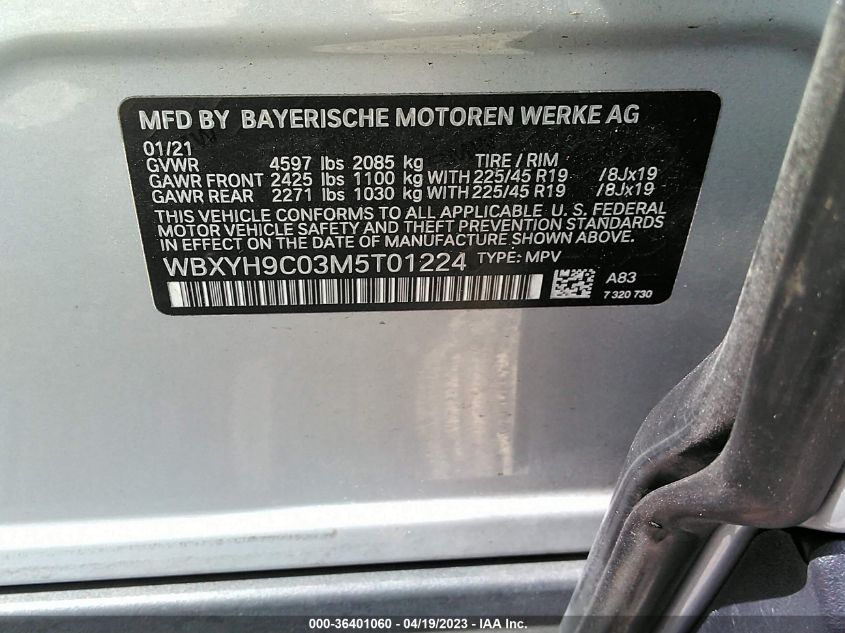 MFD BY BAYERISCHE MOTOREN WERKE AG
01/21
GVWR 4597 lbs 2085 kg TIRE / RIM
GAWR FRONT 2425 lbs 1100 kg WITH 225/45 R19 /8Jx19
GAWR REAR 2271 lbs 1030 kg WITH 225/45 R19 /8Jx19
THIS VEHICLE CONFORMS TO ALL APPLICABLE U. S. FEDERAL
MOTOR VEHICLE SAFETY AND THEFT PREVENTION STANDARDS
IN EFFECT ON THE DATE OF MANUFACTURE SHOWN ABOVE.
WBXYH9C03M5T01224 TYPE: MPV
A83
7 320 730
000-36401060 - 04/19/2023 - IAA Inc.